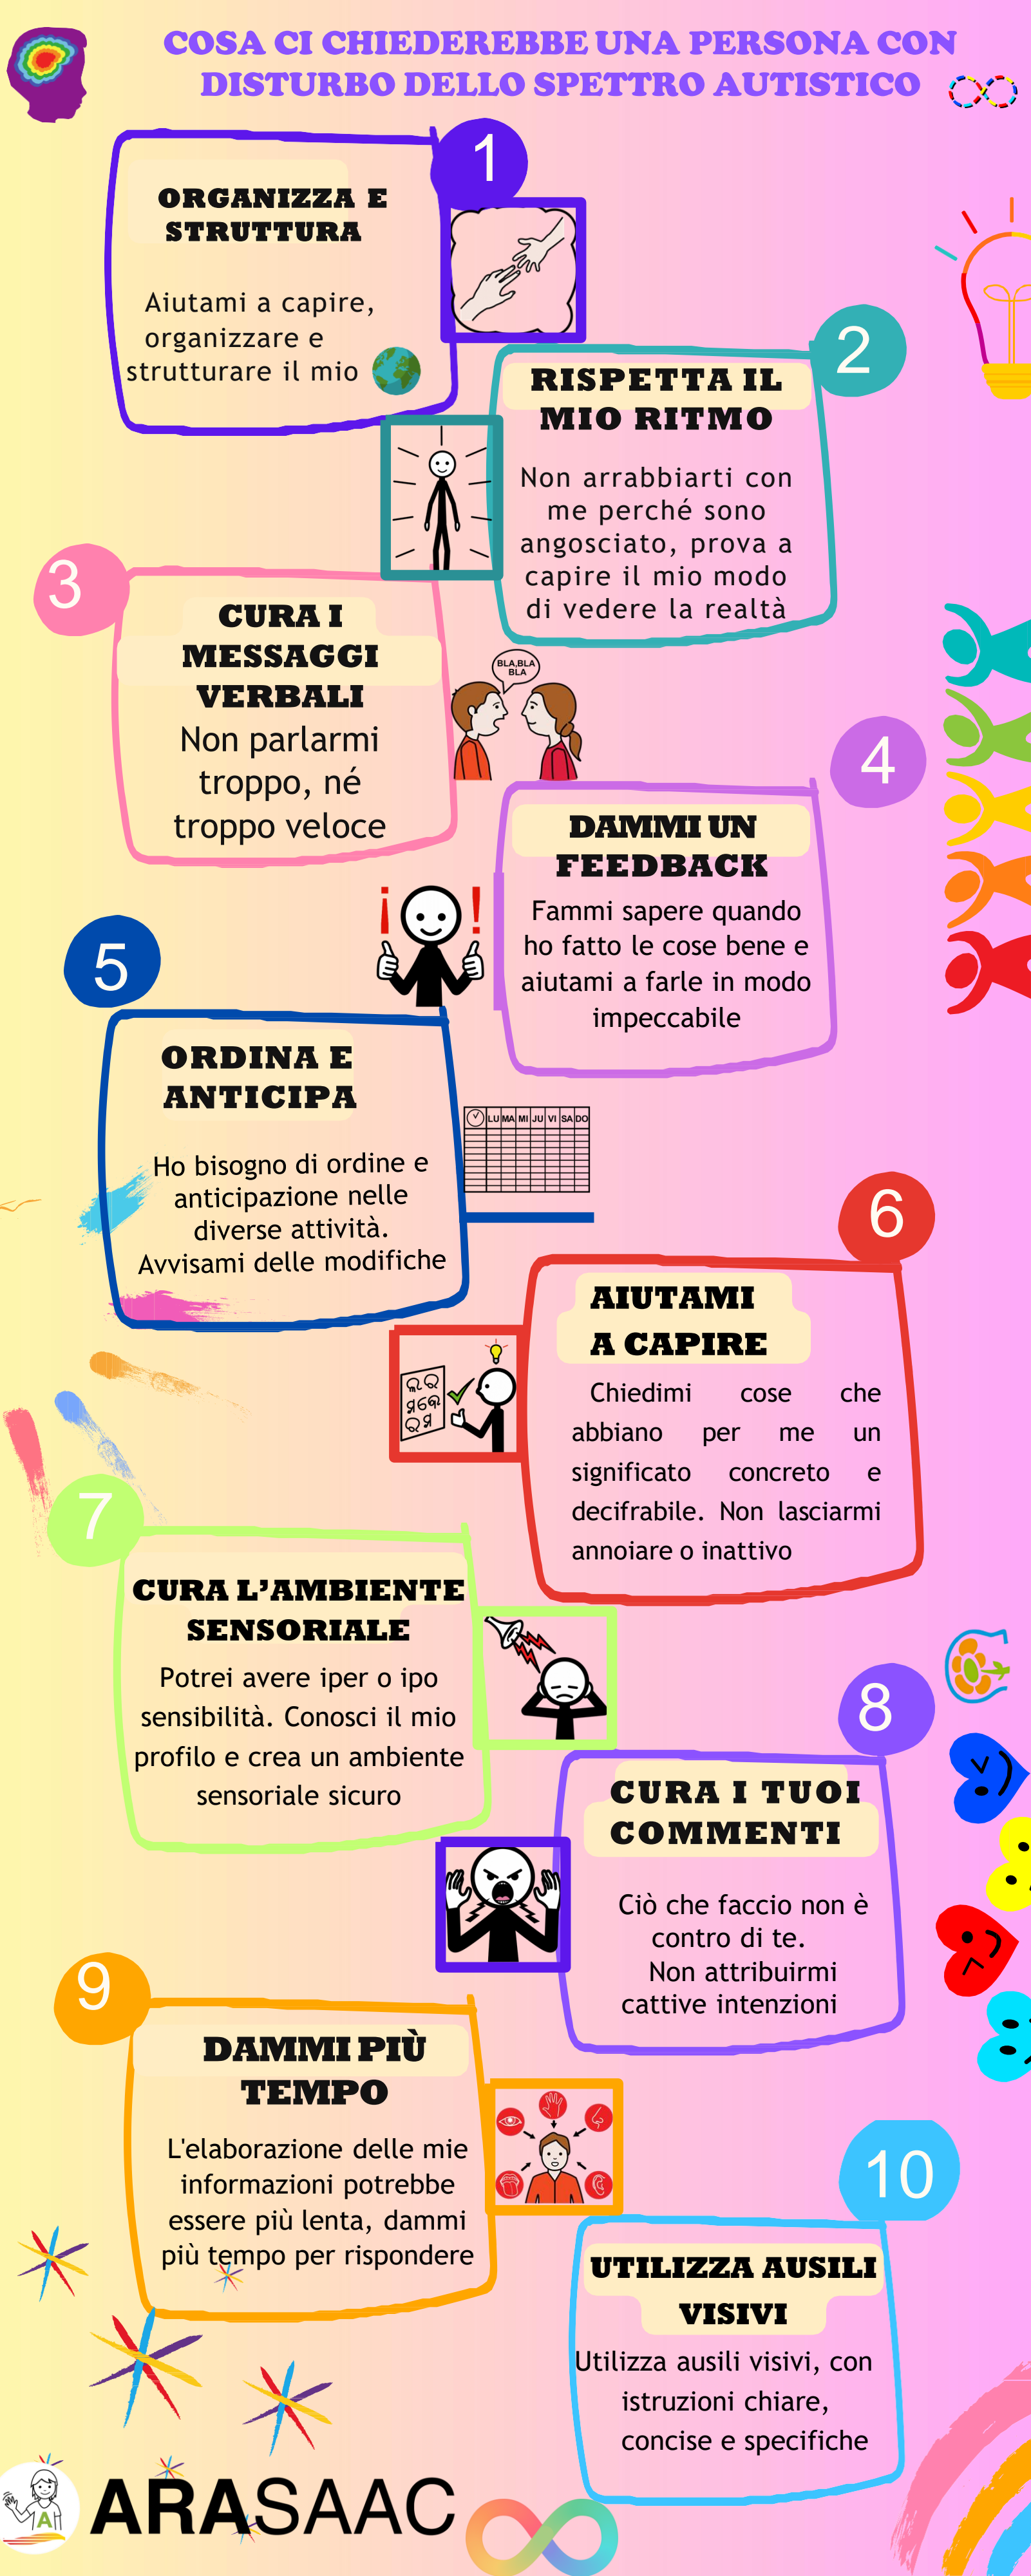 COSA CI CHIEDEREBBE UNA PERSONA CON
DISTURBO DELLO SPETTRO AUTISTICO
1
ORGANIZZA E
STRUTTURA
Aiutami a capire,
organizzare e
strutturare il mio
2
RISPETTA IL
MIO RITMO
Non arrabbiarti con
me perché sono
angosciato, prova a
capire il mio modo
di vedere la realtà
3
CURA I
MESSAGGI
VERBALI
Non parlarmi
troppo, né
troppo veloce
BLA,BLA
BLA
4
DAMMI UN
FEEDBACK
Fammi sapere quando
ho fatto le cose bene e
aiutami a farle in modo
impeccabile
¡ !
5
ORDINA E
ANTICIPA
Ho bisogno di ordine e
anticipazione nelle
diverse attività.
Avvisami delle modifiche
LU MA MI JU VI SA DO
6
AIUTAMI
A CAPIRE
Chiedimi cose che
abbiano per me un
significato concreto e
decifrabile. Non lasciarmi
annoiare o inattivo
7
CURA L'AMBIENTE
SENSORIALE
Potrei avere iper o ipo
sensibilità. Conosci il mio
profilo e crea un ambiente
sensoriale sicuro
8
CURA I TUOI
COMMENTI
Ciò che faccio non è
contro di te.
Non attribuirmi
cattive intenzioni
9
DAMMI PIÙ
TEMPO
L'elaborazione delle mie
informazioni potrebbe
essere più lenta, dammi
più tempo per rispondere
10
UTILIZZA AUSILI
VISIVI
Utilizza ausili visivi, con
istruzioni chiare,
concise e specifiche
A
ARASAAC